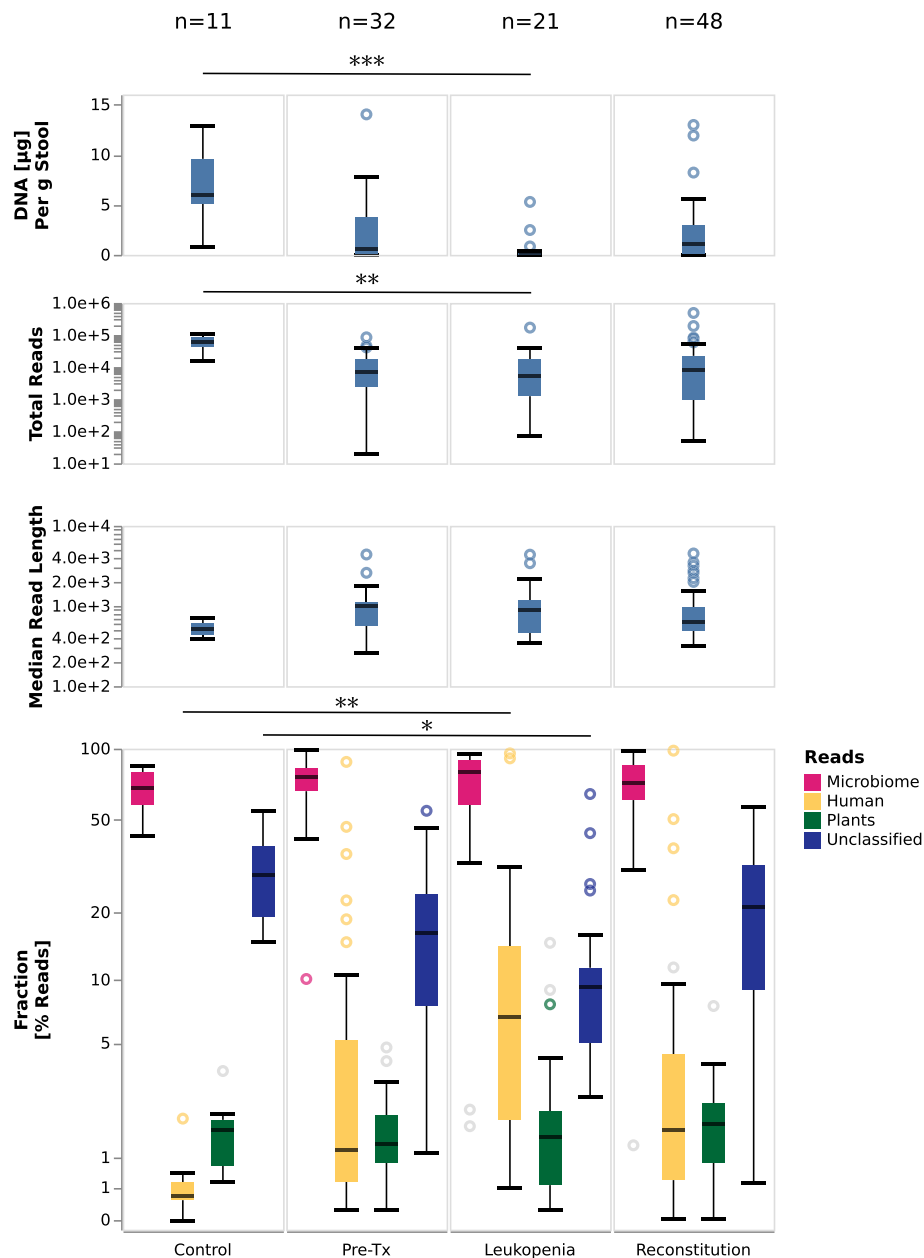 n=11 n=32 n=21 n=48
***
DNA [µg]
Per g Stool
15
10
5
0
**
Total Reads
1.0e+6
1.0e+5
1.0e+4
1.0e+3
1.0e+2
1.0e+1
Median Read Length
1.0e+4
4.0e+3
2.0e+3
1.0e+3
4.0e+2
2.0e+2
1.0e+2
**
*
Fraction
[% Reads]
100
50
20
10
5
1
1
0
Reads
Microbiome
Human
Plants
Unclassified
Control Pre-Tx Leukopenia Reconstitution